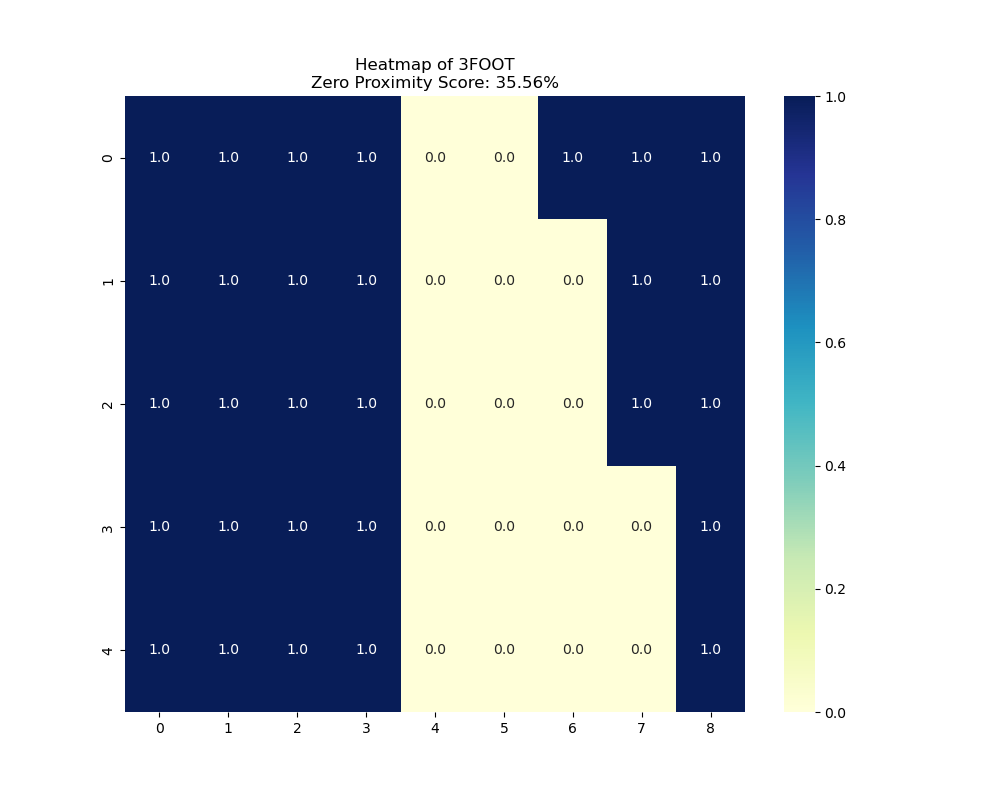 Heatmap of 3FOOT
Zero Proximity Score: 35.56%
0 1.0 1.0 1.0 1.0 0.0 0.0 1.0 1.0 1.0
1 1.0 1.0 1.0 1.0 0.0 0.0 0.0 1.0 1.0
2 1.0 1.0 1.0 1.0 0.0 0.0 0.0 1.0 1.0
3 1.0 1.0 1.0 1.0 0.0 0.0 0.0 0.0 1.0
4 1.0 1.0 1.0 1.0 0.0 0.0 0.0 0.0 1.0
0 1 2 3 4 5 6 7 8
1.0
0.8
0.6
0.4
0.2
0.0